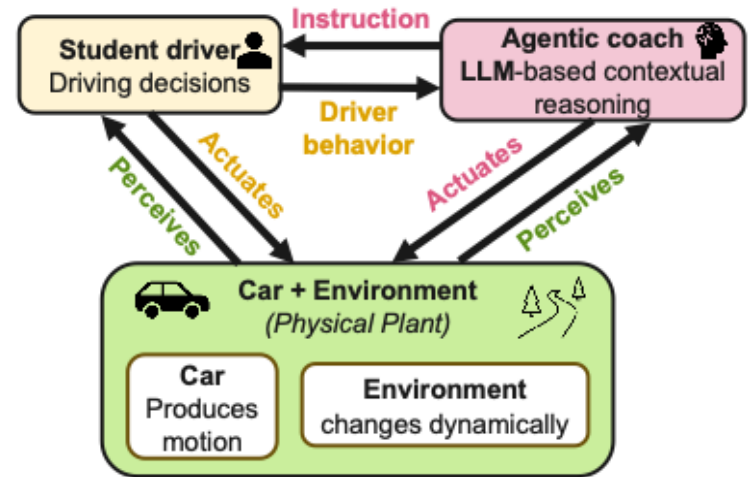 Instruction
Student driver
Driving decisions
Agentic coach
LLM-based contextual
reasoning
Driver
behavior
Perceives
Actuates
Actuates
Perceives
Car + Environment
(Physical Plant)
Car
Produces
motion
Environment
changes dynamically